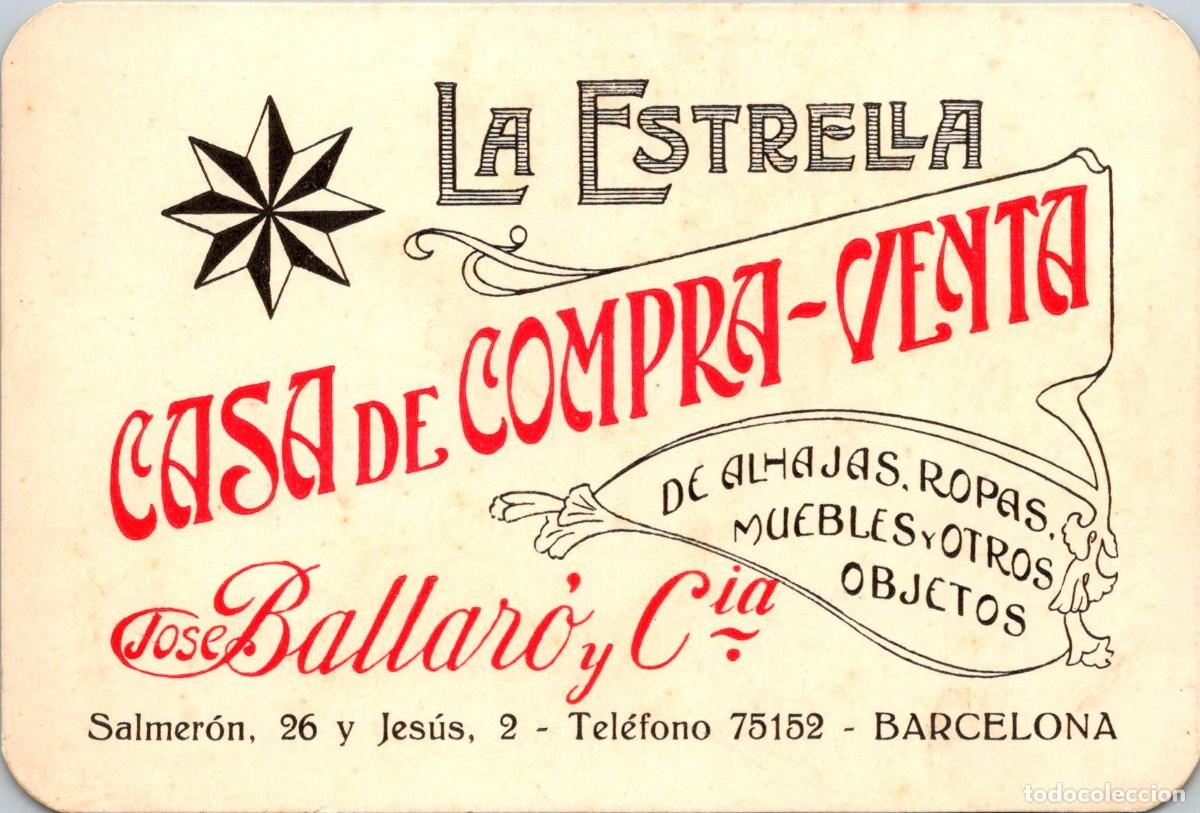 LA ESTRELLA
CASA DE COMPRA-VENTA
DE ALHAJAS, ROPAS,
MUEBLES Y OTROS
OBJETOS
Jose Ballaró y Cia
Salmerón, 26 y Jesús, 2 - Teléfono 75152 - BARCELONA
todocoleccion